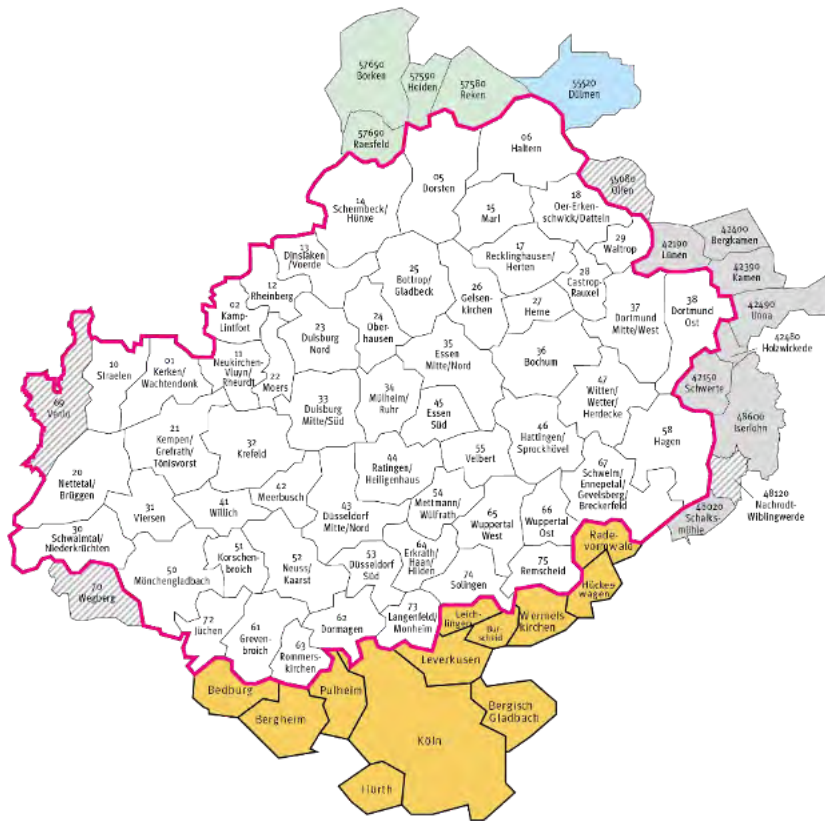 57650
Borken
57590
Heiden
57580
Reken
55520
Dülmen
57690
Raesfeld
06
Haltern
05
Dorsten
55080
Olfen
14
Schermbeck/
Hünxe
15
Marl
18
Oer-Erken-
schwick/Datteln
29
Waltrop
42190
Lünen
42400
Bergkamen
42390
Kamen
42490
Unna
42480
Holzwickede
13
Dinslaken
/Voerde
25
Bottrop/
Gladbeck
17
Recklinghausen/
Herten
28
Castrop-
Rauxel
12
Rheinberg
02
Kamp-
Lintfort
26
Gelsen-
kirchen
27
Herne
37
Dortmund
Mitte/West
38
Dortmund
Ost
23
Duisburg
Nord
24
Ober-
hausen
35
Essen
Mitte/Nord
36
Bochum
10
Straelen
01
Kerken/
Wachtendonk
11
Neukirchen-
Vluyn/
Rheurdt
22
Moers
69
Venlo
33
Duisburg
Mitte/Süd
34
Mülheim/
Ruhr
45
Essen
Süd
47
Witten/
Wetter/
Herdecke
42150
Schwerte
48600
Iserlohn
21
Kempen/
Grefrath/
Tönisvorst
32
Krefeld
46
Hattingen/
Sprockhövel
58
Hagen
20
Nettetal/
Brüggen
44
Ratingen/
Heiligenhaus
55
Velbert
67
Schwelm/
Ennepetal/
Gevelsberg/
Breckerfeld
31
Viersen
41
Willich
42
Meerbusch
43
Düsseldorf
Mitte/Nord
54
Mettmann/
Wülfrath
65
Wuppertal
West
66
Wuppertal
Ost
48120
Nachrodt-
Wiblingwerde
48020
Schalks-
mühle
30
Schwalmtal/
Niederkrüchten
51
Korschen-
broich
52
Neuss/
Kaarst
53
Düsseldorf
Süd
64
Erkrath/
Haan/
Hilden
74
Solingen
75
Remscheid
Rade-
vormwald
50
Mönchengladbach
70
Wegberg
Hückes
wagen
72
Jüchen
61
Greven-
broich
63
Rommers-
kirchen
62
Dormagen
73
Langenfeld/
Monheim
Leich-
lingen
Bur-
scheid
Wermels
kirchen
Leverkusen
Bedburg
Bergheim
Pulheim
Bergisch
Gladbach
Köln
Hürth